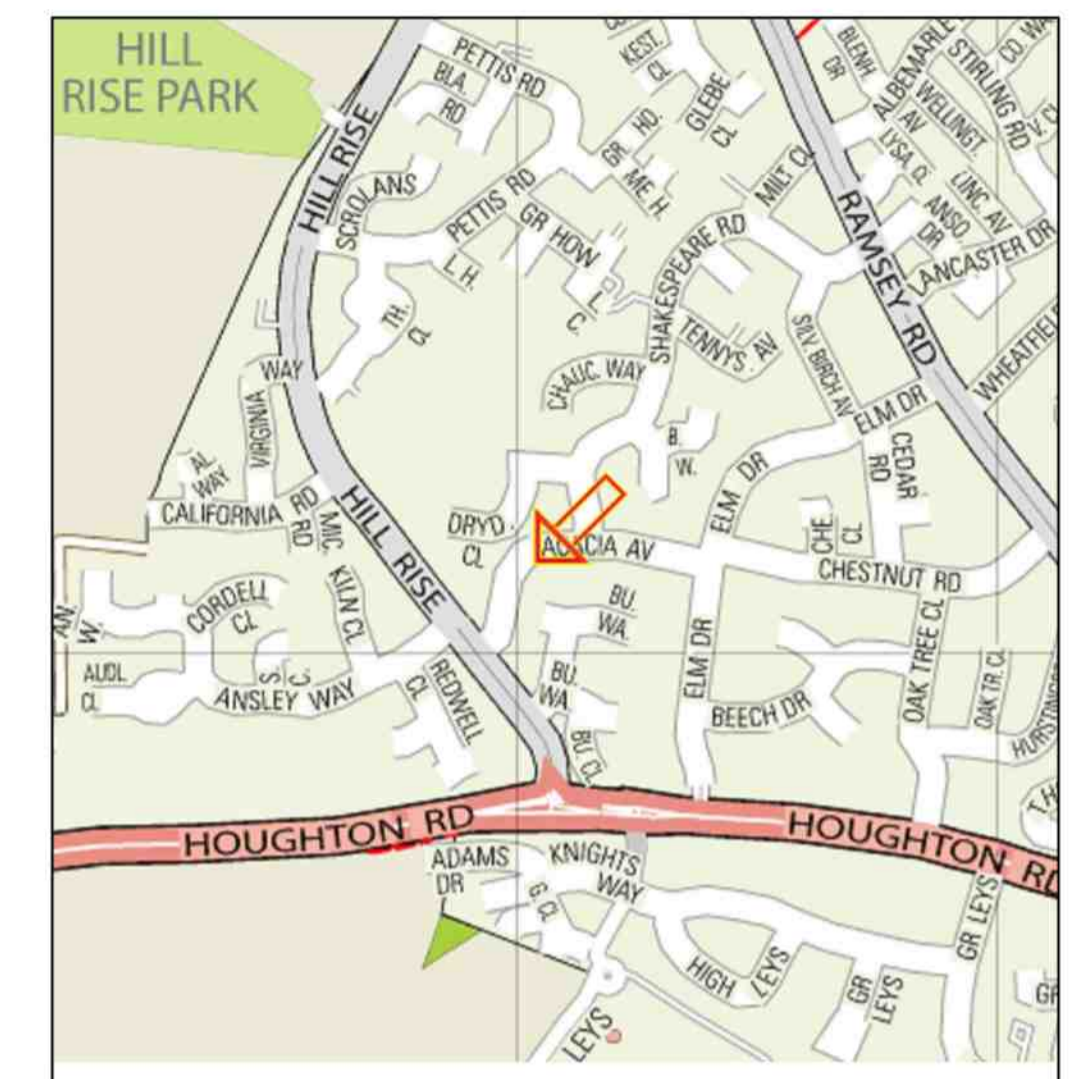 HILL
RISE PARK
PETTIS RD
BLA.
RD
KEST.
CL
GLEBE
CL
BLENH
DR
ALBEMARLE
AV
STIRLING RD
CO. WA
WELLINGT.
LYSA. Q.
LINC. AV
ANSO
DR
LANCASTER DR
HILL RISE
SCROLANS
PETTIS RD
GR HO.
ME. H.
MILT CL
RAMSEY RD
GR HOW
L H.
L.
C.
TH.
CL
SHAKESPEARE RD
TENNYS. AV
SILV. BIRCH AV
WHEATFIEL
CHAUC. WAY
WAY
VIRGINIA
ELM DR
B.
W.
AL.
WAY
CEDAR
RD
ELM DR
CALIFORNIA RD
RD
MIC.
HILL RISE
DRYD.
CL
ACACIA AV
CHE.
CL
CHESTNUT RD
AN.
W.
CORDELL
CL
KILN CL
BU.
WA.
ELM DR
OAK TREE CL
OAK TR. CL
AUDL
CL
S.
C.
ANSLEY WAY
REDWELL
CL
BU.
WA.
BEECH DR
BU. CL
HOUGHTON RD
HOUGHTON RD
ADAMS
DR
KNIGHTS
WAY
G. CL
HIGH LEYS
GR LEYS
GR
LEYS
LEYS